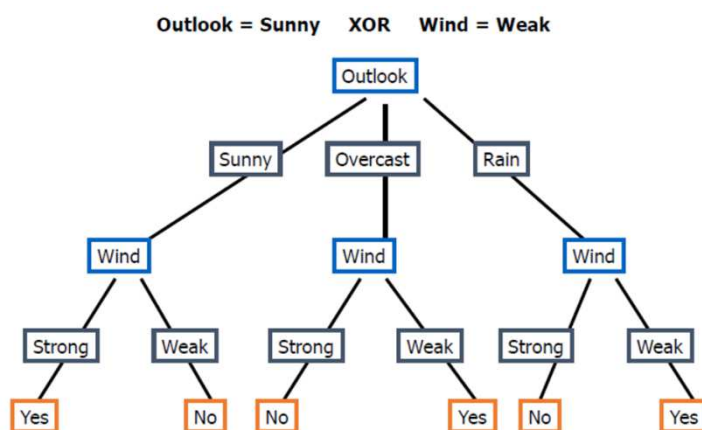 Outlook = Sunny XOR Wind = Weak
Outlook
Sunny Overcast Rain
Wind Wind Wind
Strong Weak Strong Weak Strong Weak
Yes No No Yes No Yes